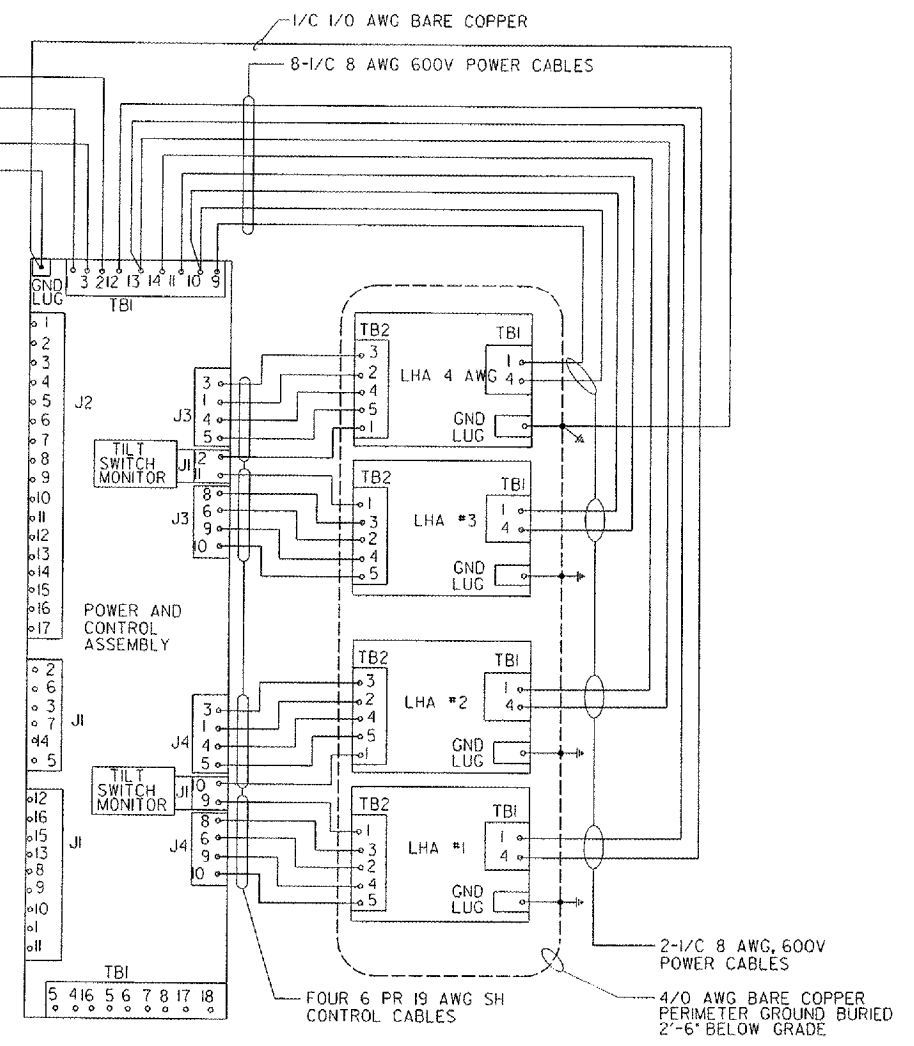 1/C 1/0 AWG BARE COPPER
8-1/C 8 AWG 600V POWER CABLES
GND
LUG
1 3 2 12 13 14 11 10 9
TB1
1
2
3
4
5
6
7
8
9
10
11
12
13
14
15
16
17
J2
POWER AND
CONTROL
ASSEMBLY
2
6
3
7
14
5
J1
12
16
15
13
8
9
10
1
11
J1
TB1
5 4 16 5 6 7 8 17 18
3
1
4
5
J3
TILT
SWITCH
MONITOR
J1
12
11
8
6
9
10
J3
3
1
4
5
J4
TILT
SWITCH
MONITOR
J1
10
9
8
6
9
10
J4
TB2
3
2
4
5
1
LHA 4 AWG
TB1
1
4
GND
LUG
TB2
1
3
2
4
5
LHA #3
TB1
1
4
GND
LUG
TB2
3
2
4
5
1
LHA #2
TB1
1
4
GND
LUG
TB2
1
3
2
4
5
LHA #1
TB1
1
4
GND
LUG
FOUR 6 PR 19 AWG SH
CONTROL CABLES
2-1/C 8 AWG, 600V
POWER CABLES
4/0 AWG BARE COPPER
PERIMETER GROUND BURIED
2'-6" BELOW GRADE